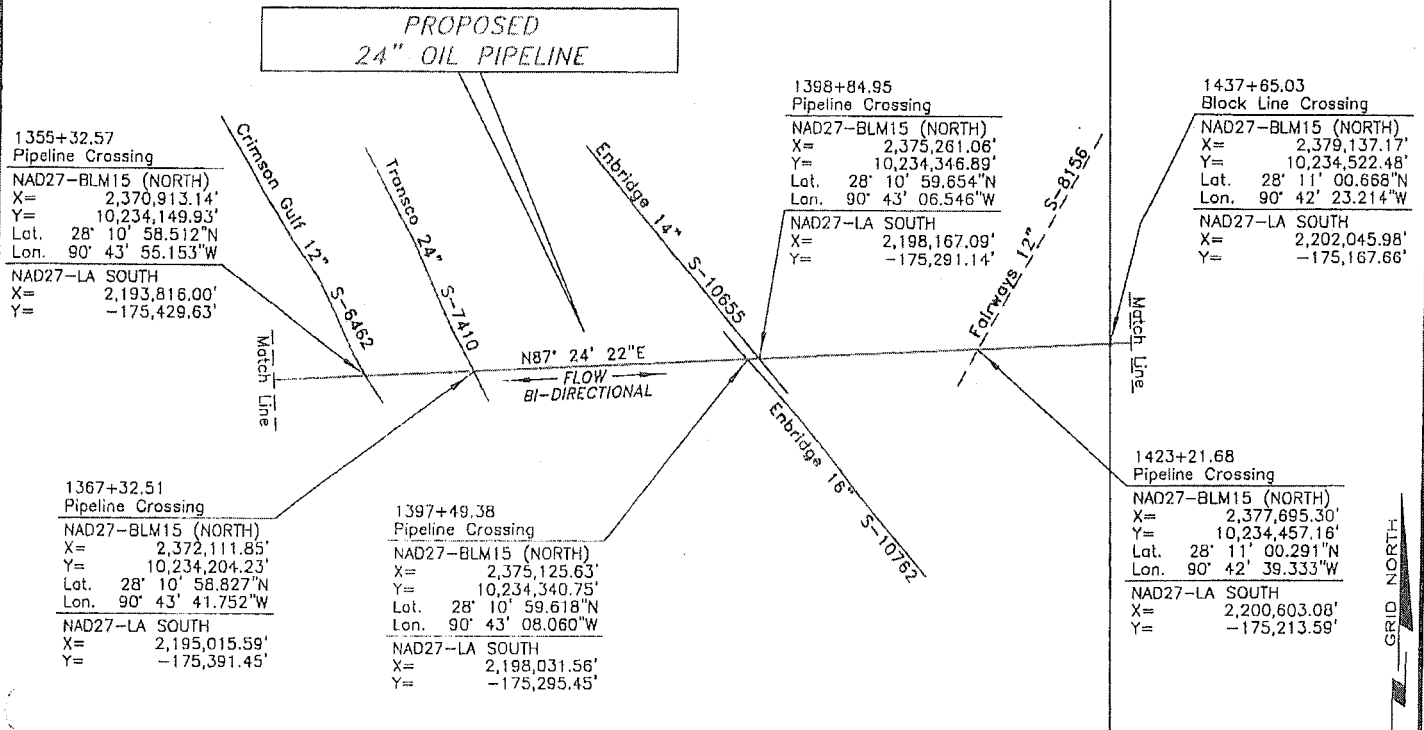 PROPOSED
24" OIL PIPELINE
1355+32.57
Pipeline Crossing
NAD27-BLM15 (NORTH)
X= 2,370,913.14'
Y= 10,234,149.93'
Lat. 28° 10' 58.512"N
Lon. 90° 43' 55.153"W
NAD27-LA SOUTH
X= 2,193,816.00'
Y= -175,429.63'
Crimson Gulf 12" S-6462
Transco 24" S-7410
Enbridge 14" S-10655
1398+84.95
Pipeline Crossing
NAD27-BLM15 (NORTH)
X= 2,375,261.06'
Y= 10,234,346.89'
Lat. 28° 10' 59.654"N
Lon. 90° 43' 06.546"W
NAD27-LA SOUTH
X= 2,198,167.09'
Y= -175,291.14'
Fairways 12" S-8156
1437+65.03
Block Line Crossing
NAD27-BLM15 (NORTH)
X= 2,379,137.17'
Y= 10,234,522.48'
Lat. 28° 11' 00.668"N
Lon. 90° 42' 23.214"W
NAD27-LA SOUTH
X= 2,202,045.98'
Y= -175,167.66'
Match Line
N87° 24' 22"E
FLOW
BI-DIRECTIONAL
Match Line
Enbridge 16" S-10762
1367+32.51
Pipeline Crossing
NAD27-BLM15 (NORTH)
X= 2,372,111.85'
Y= 10,234,204.23'
Lat. 28° 10' 58.827"N
Lon. 90° 43' 41.752"W
NAD27-LA SOUTH
X= 2,195,015.59'
Y= -175,391.45'
1397+49.38
Pipeline Crossing
NAD27-BLM15 (NORTH)
X= 2,375,125.63'
Y= 10,234,340.75'
Lat. 28° 10' 59.618"N
Lon. 90° 43' 08.060"W
NAD27-LA SOUTH
X= 2,198,031.56'
Y= -175,295.45'
1423+21.68
Pipeline Crossing
NAD27-BLM15 (NORTH)
X= 2,377,695.30'
Y= 10,234,457.16'
Lat. 28° 11' 00.291"N
Lon. 90° 42' 39.333"W
NAD27-LA SOUTH
X= 2,200,603.08'
Y= -175,213.59'
GRID NORTH